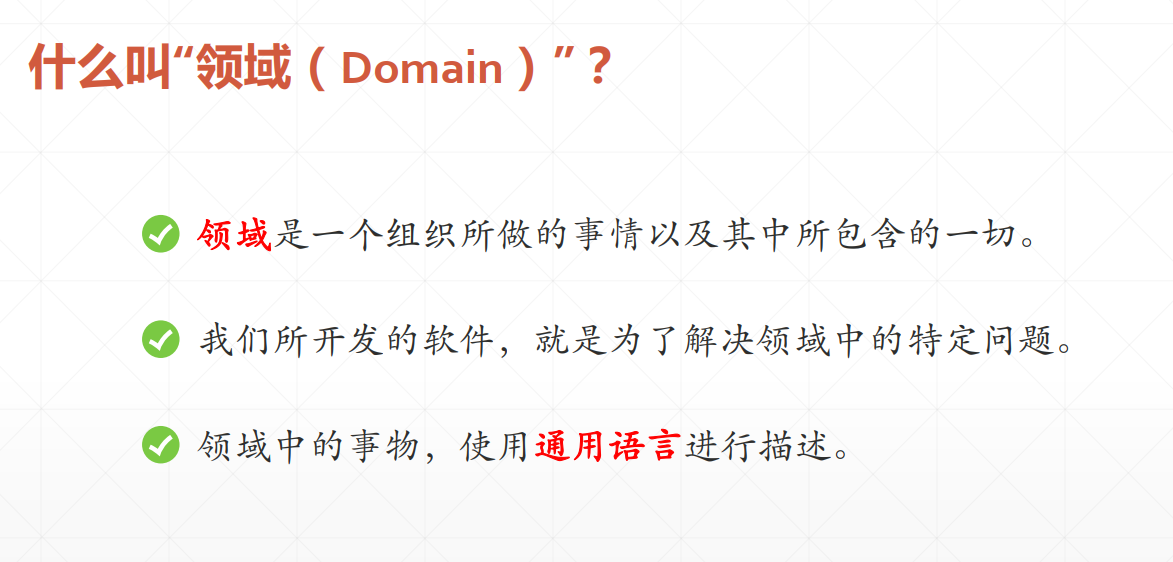 什么叫“领域（Domain）”？
领域是一个组织所做的事情以及其中所包含的一切。
我们所开发的软件，就是为了解决领域中的特定问题。
领域中的事物，使用通用语言进行描述。